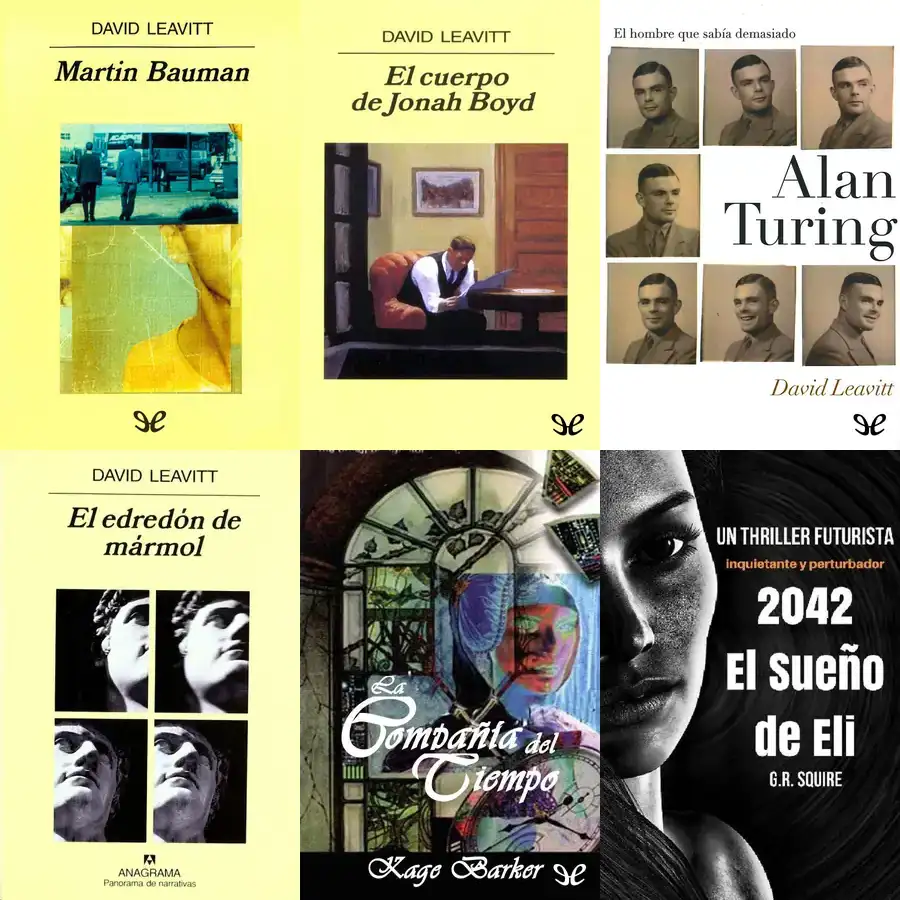 DAVID LEAVITT
Martin Bauman
DAVID LEAVITT
El cuerpo
de Jonah Boyd
El hombre que sabía demasiado
Alan
Turing
David Leavitt
DAVID LEAVITT
El edredón de
mármol
ANAGRAMA
Panorama de narrativas
La
Compañía del
Tiempo
Kage Barker
UN THRILLER FUTURISTA
inquietante y perturbador
2042
El Sueño
de Eli
G.R. SQUIRE